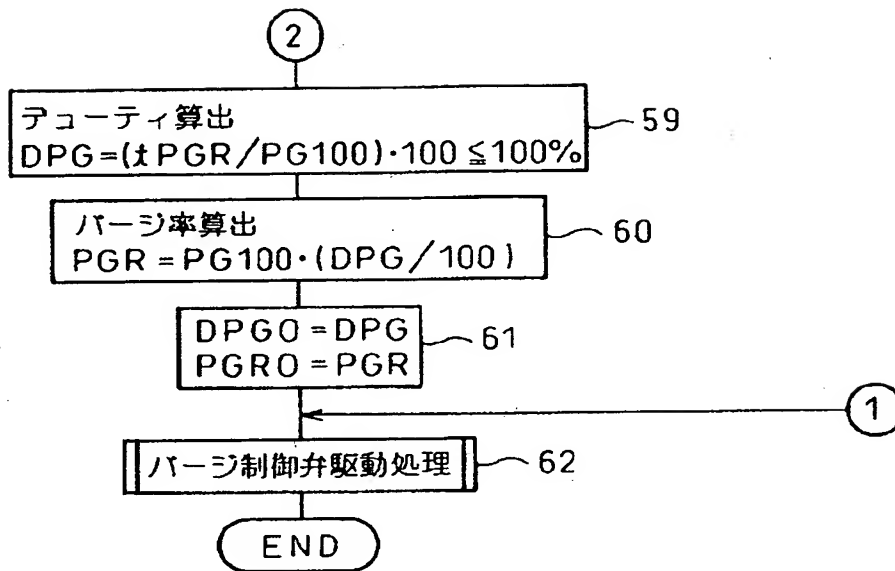 2
デューティ算出
DPG=(tPGR/PG100)・100≦100%
59
パージ率算出
PGR=PG100・(DPG/100)
60
DPGO=DPG
PGRO=PGR
61
1
パージ制御弁駆動処理
62
END